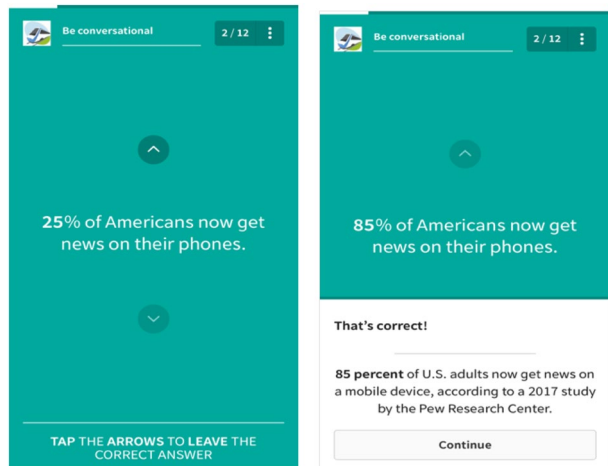 Be conversational
2 / 12
25% of Americans now get
news on their phones.
TAP THE ARROWS TO LEAVE THE
CORRECT ANSWER
Be conversational
2 / 12
85% of Americans now get
news on their phones.
That's correct!
85 percent of U.S. adults now get news on
a mobile device, according to a 2017 study
by the Pew Research Center.
Continue